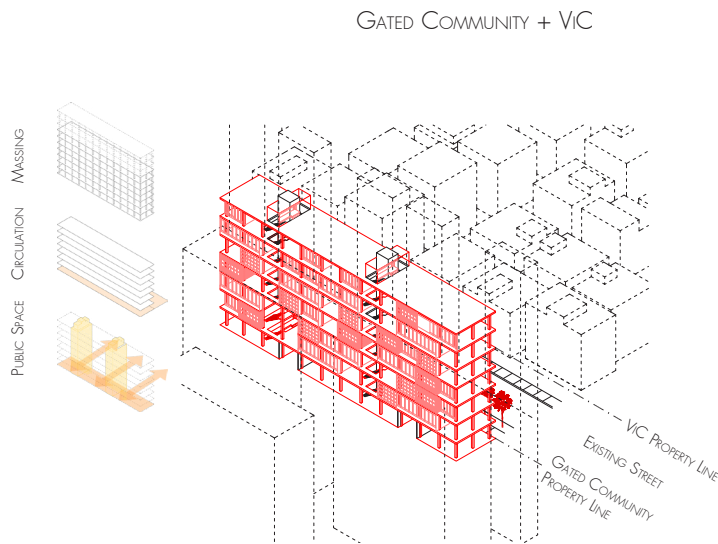 Gated Community + ViC
Massing
Circulation
Public Space
ViC Property Line
Existing Street
Gated Community
Property Line